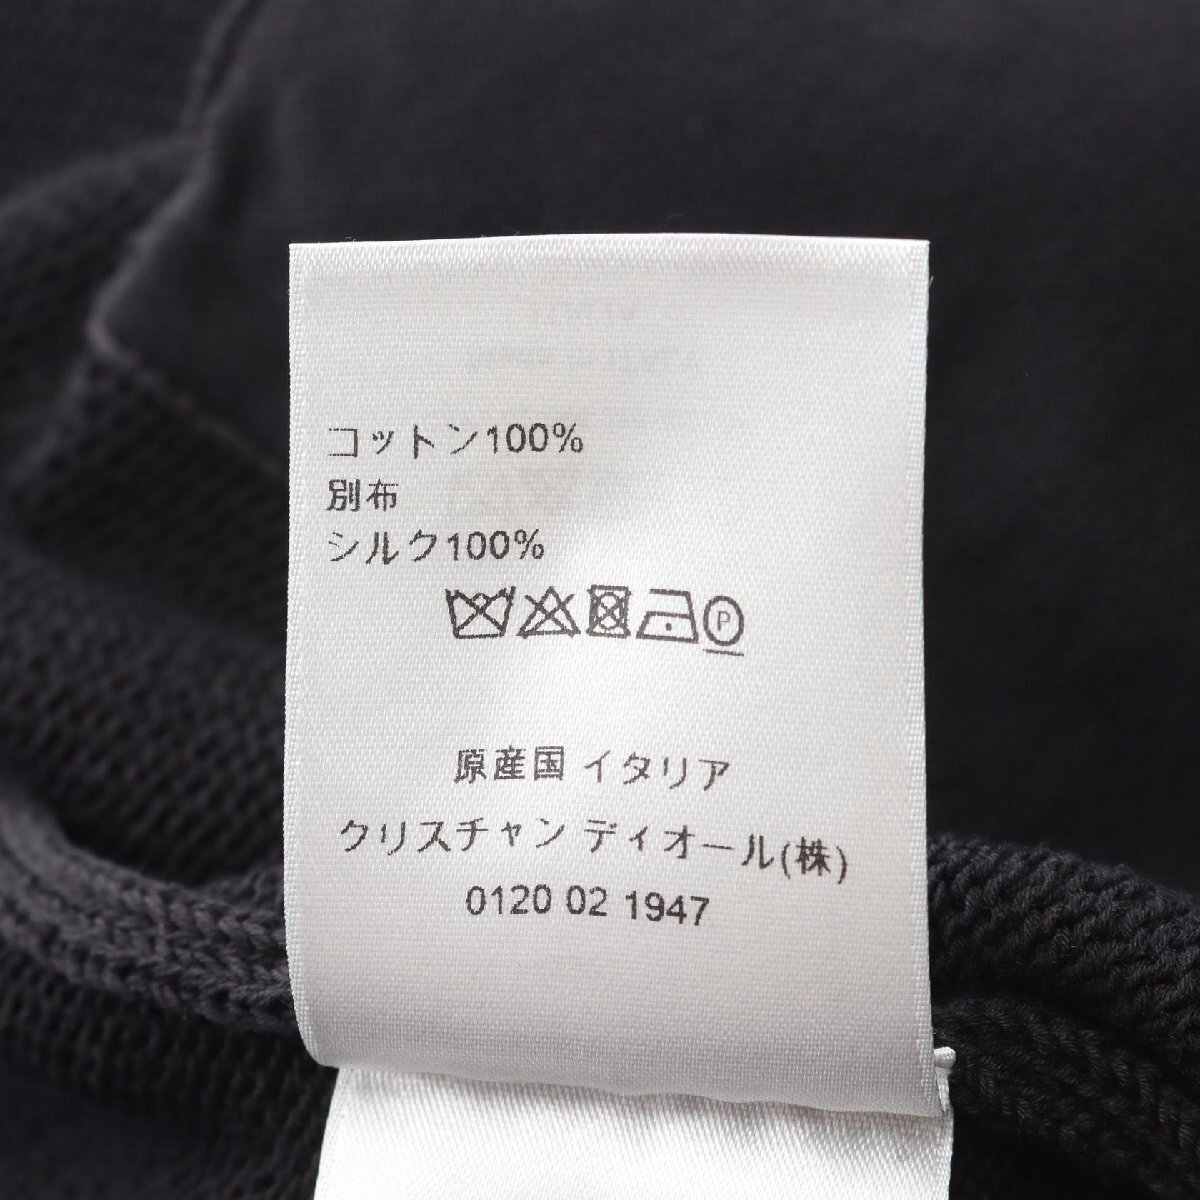 コットン100%
別布
シルク100%
P
原産国 イタリア
クリスチャン ディオール(株)
0120 02 1947